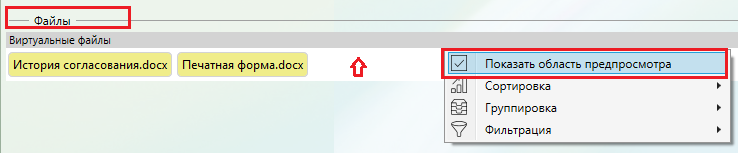 Файлы
Виртуальные файлы
История согласования.docx Печатная форма.docx
Показать область предпросмотра
Сортировка
Группировка
Фильтрация